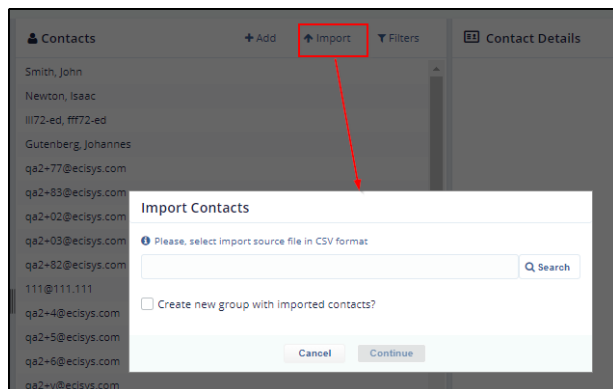 Contacts
Add
Import
Filters
Contact Details
Smith, John
Newton, Isaac
lll72-ed, fff72-ed
Gutenberg, Johannes
qa2+77@ecisys.com
qa2+83@ecisys.com
qa2+02@ecisys.com
qa2+03@ecisys.com
qa2+82@ecisys.com
111@111.111
qa2+4@ecisys.com
qa2+5@ecisys.com
qa2+6@ecisys.com
qa2+v@ecisys.com
Import Contacts
Please, select import source file in CSV format
Search
Create new group with imported contacts?
Cancel
Continue